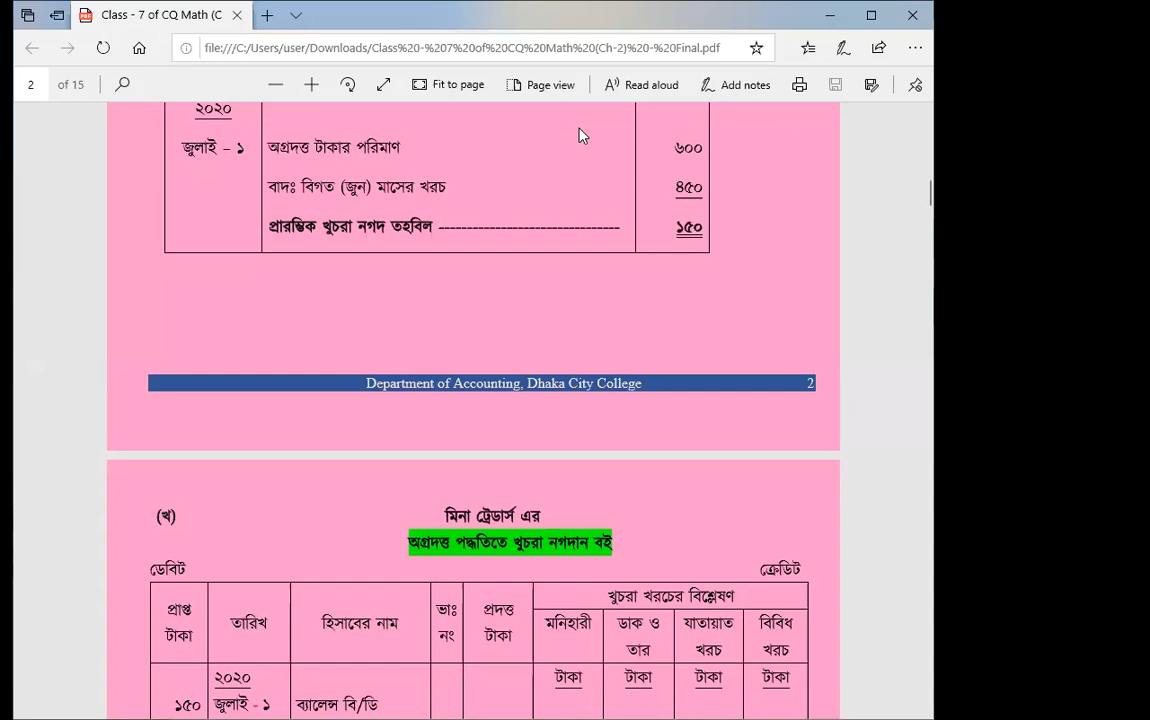 Class - 7 of CQ Math (C
file:///C:/Users/user/Downloads/Class%20-%207%20of%20CQ%20Math%20(Ch-2)%20-%20Final.pdf
2 of 15 Fit to page Page view Read aloud Add notes
২০২০
জুলাই – ১ অগ্রদত্ত টাকার পরিমাণ ৬০০
বাদঃ বিগত (জুন) মাসের খরচ ৪৫০
প্রারম্ভিক খুচরা নগদ তহবিল -------------------------------- ১৫০
Department of Accounting, Dhaka City College 2
(খ) মিনা ট্রেডার্স এর
অগ্রদত্ত পদ্ধতিতে খুচরা নগদান বই
ডেবিট ক্রেডিট
প্রাপ্ত টাকা তারিখ হিসাবের নাম ভাঃ নং প্রদত্ত টাকা খুচরা খরচের বিশ্লেষণ
মনিহারী ডাক ও তার যাতায়াত খরচ বিবিধ খরচ
২০২০ টাকা টাকা টাকা টাকা
১৫০ জুলাই - ১ ব্যালেন্স বি/ডি